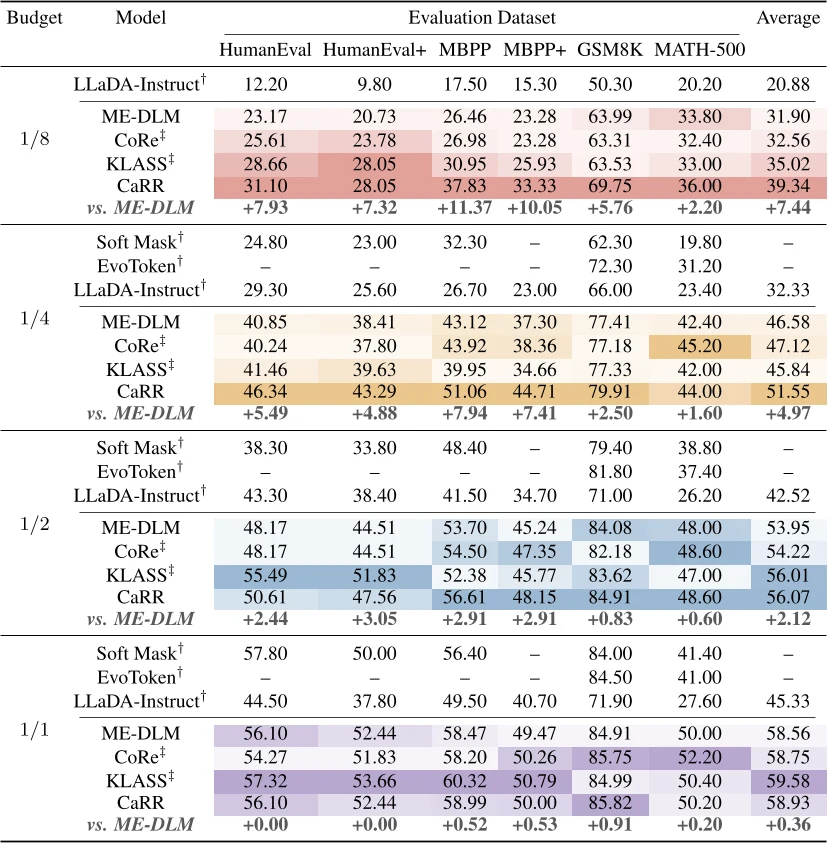 Budget Model Evaluation Dataset Average
HumanEval HumanEval+ MBPP MBPP+ GSM8K MATH-500
LLaDA-Instruct† 12.20 9.80 17.50 15.30 50.30 20.20 20.88
ME-DLM 23.17 20.73 26.46 23.28 63.99 33.80 31.90
1/8
CoRe‡ 25.61 23.78 26.98 23.28 63.31 32.40 32.56
KLASS‡ 28.66 28.05 30.95 25.93 63.53 33.00 35.02
CaRR 31.10 28.05 37.83 33.33 69.75 36.00 39.34
vs. ME-DLM +7.93 +7.32 +11.37 +10.05 +5.76 +2.20 +7.44
Soft Mask† 24.80 23.00 32.30 – 62.30 19.80 –
EvoToken† – – – – 72.30 31.20 –
LLaDA-Instruct† 29.30 25.60 26.70 23.00 66.00 23.40 32.33
1/4
ME-DLM 40.85 38.41 43.12 37.30 77.41 42.40 46.58
CoRe‡ 40.24 37.80 43.92 38.36 77.18 45.20 47.12
KLASS‡ 41.46 39.63 39.95 34.66 77.33 42.00 45.84
CaRR 46.34 43.29 51.06 44.71 79.91 44.00 51.55
vs. ME-DLM +5.49 +4.88 +7.94 +7.41 +2.50 +1.60 +4.97
Soft Mask† 38.30 33.80 48.40 – 79.40 38.80 –
EvoToken† – – – – 81.80 37.40 –
LLaDA-Instruct† 43.30 38.40 41.50 34.70 71.00 26.20 42.52
1/2
ME-DLM 48.17 44.51 53.70 45.24 84.08 48.00 53.95
CoRe‡ 48.17 44.51 54.50 47.35 82.18 48.60 54.22
KLASS‡ 55.49 51.83 52.38 45.77 83.62 47.00 56.01
CaRR 50.61 47.56 56.61 48.15 84.91 48.60 56.07
vs. ME-DLM +2.44 +3.05 +2.91 +2.91 +0.83 +0.60 +2.12
Soft Mask† 57.80 50.00 56.40 – 84.00 41.40 –
EvoToken† – – – – 84.50 41.00 –
LLaDA-Instruct† 44.50 37.80 49.50 40.70 71.90 27.60 45.33
1/1
ME-DLM 56.10 52.44 58.47 49.47 84.91 50.00 58.56
CoRe‡ 54.27 51.83 58.20 50.26 85.75 52.20 58.75
KLASS‡ 57.32 53.66 60.32 50.79 84.99 50.40 59.58
CaRR 56.10 52.44 58.99 50.00 85.82 50.20 58.93
vs. ME-DLM +0.00 +0.00 +0.52 +0.53 +0.91 +0.20 +0.36